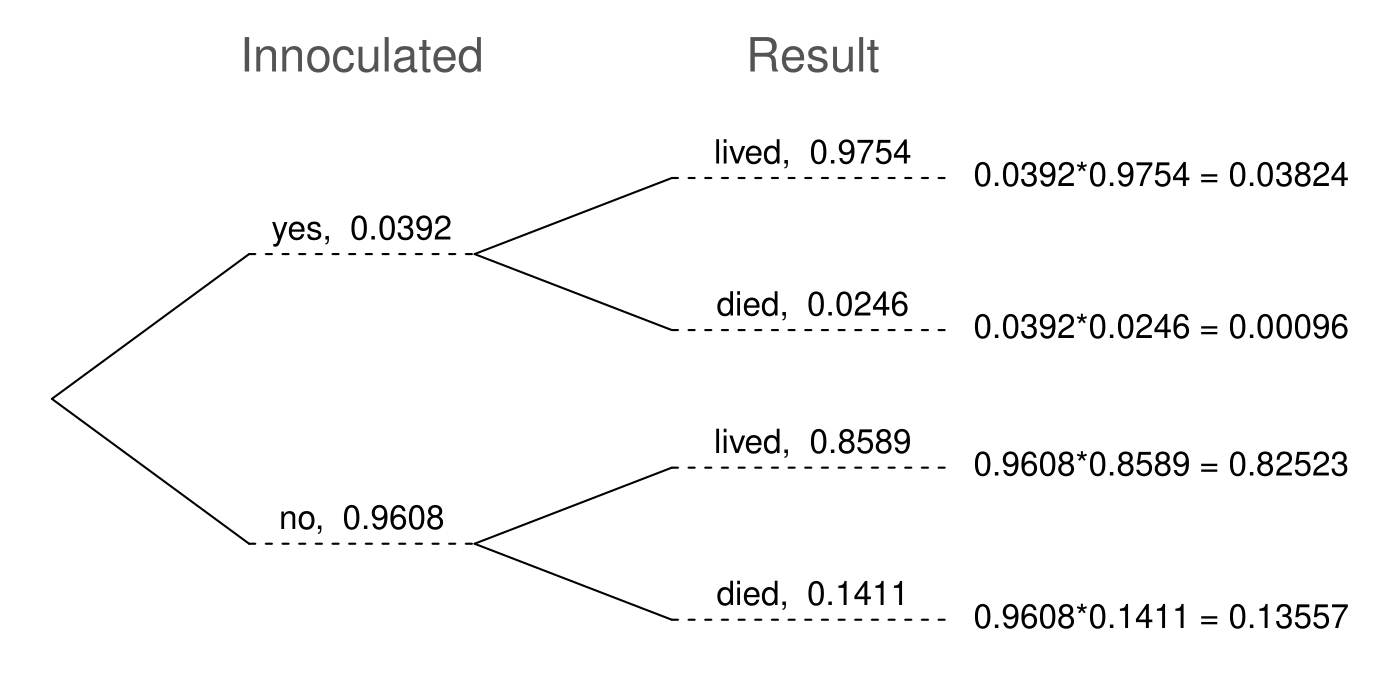 Innoculated Result
lived, 0.9754
0.0392*0.9754 = 0.03824
yes, 0.0392
died, 0.0246
0.0392*0.0246 = 0.00096
lived, 0.8589
0.9608*0.8589 = 0.82523
no, 0.9608
died, 0.1411
0.9608*0.1411 = 0.13557